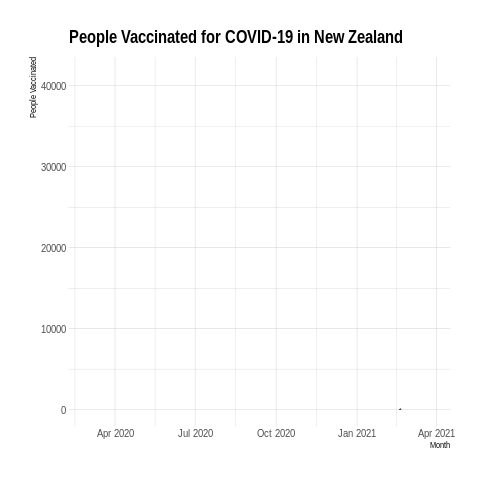 People Vaccinated for COVID-19 in New Zealand
People Vaccinated
40000
30000
20000
10000
0
Apr 2020 Jul 2020 Oct 2020 Jan 2021 Apr 2021
Month